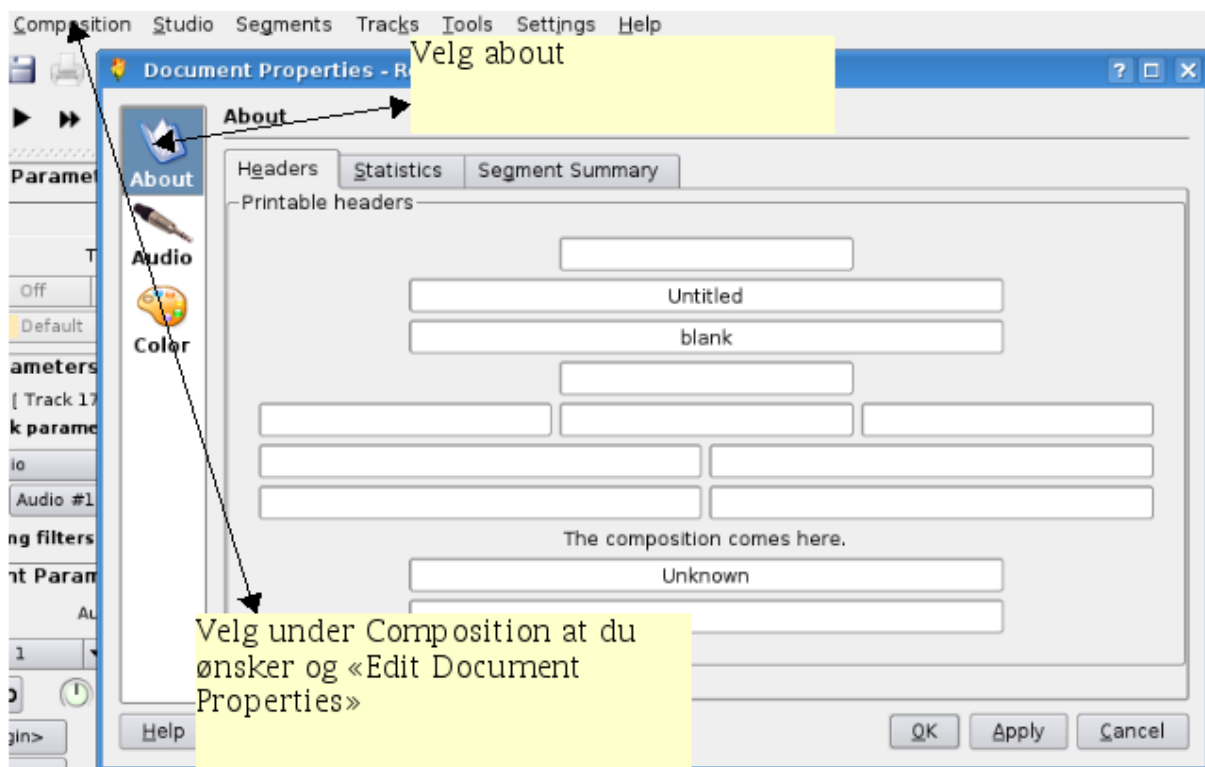 Composition Studio Segments Tracks Tools Settings Help
Velg about
Document Properties - R
About
Headers Statistics Segment Summary
Printable headers
About
Audio
Color
Untitled
blank
The composition comes here.
Unknown
Paramet
T
Off
Default
ameters
[ Track 17
k parame
io
Audio #1
ng filters
nt Param
Au
1
gin>
Velg under Composition at du
ønsker og «Edit Document
Properties»
Help OK Apply Cancel